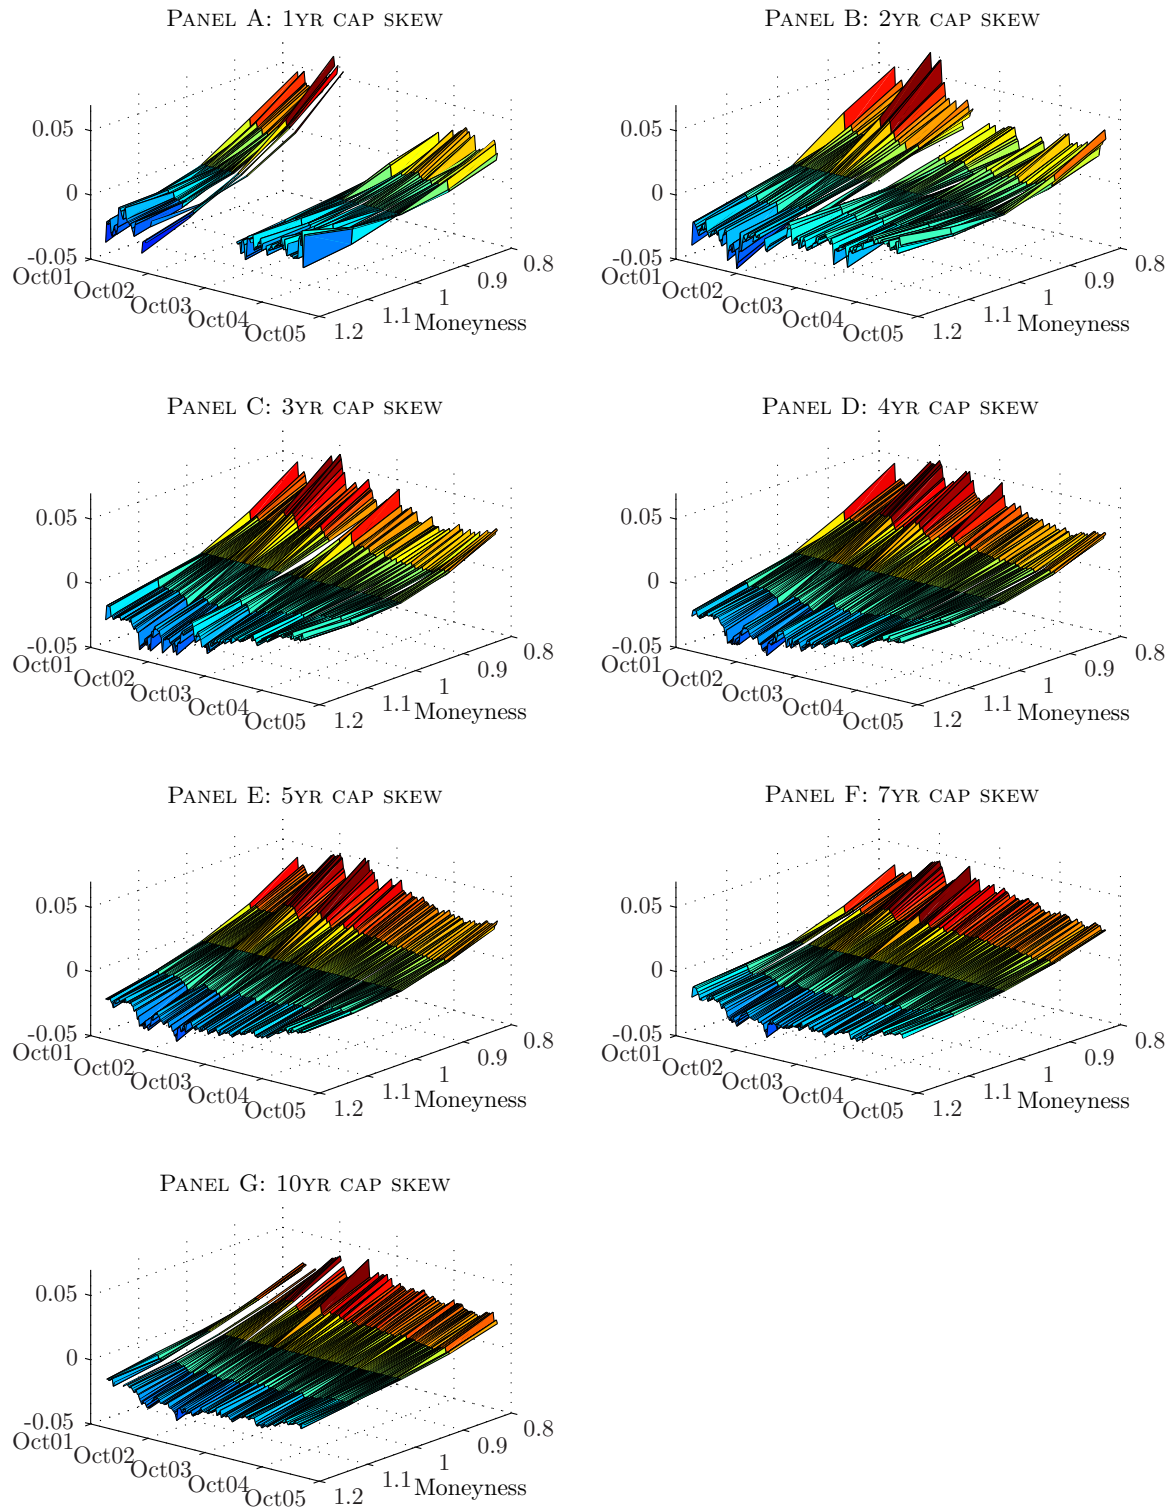 PANEL A: 1YR CAP SKEW
0.05
0
-0.05
Oct01
Oct02
Oct03
Oct04
Oct05
1.2
1.1
1
0.9
0.8
Moneyness
PANEL B: 2YR CAP SKEW
0.05
0
-0.05
Oct01
Oct02
Oct03
Oct04
Oct05
1.2
1.1
1
0.9
0.8
Moneyness
PANEL C: 3YR CAP SKEW
0.05
0
-0.05
Oct01
Oct02
Oct03
Oct04
Oct05
1.2
1.1
1
0.9
0.8
Moneyness
PANEL D: 4YR CAP SKEW
0.05
0
-0.05
Oct01
Oct02
Oct03
Oct04
Oct05
1.2
1.1
1
0.9
0.8
Moneyness
PANEL E: 5YR CAP SKEW
0.05
0
-0.05
Oct01
Oct02
Oct03
Oct04
Oct05
1.2
1.1
1
0.9
0.8
Moneyness
PANEL F: 7YR CAP SKEW
0.05
0
-0.05
Oct01
Oct02
Oct03
Oct04
Oct05
1.2
1.1
1
0.9
0.8
Moneyness
PANEL G: 10YR CAP SKEW
0.05
0
-0.05
Oct01
Oct02
Oct03
Oct04
Oct05
1.2
1.1
1
0.9
0.8
Moneyness